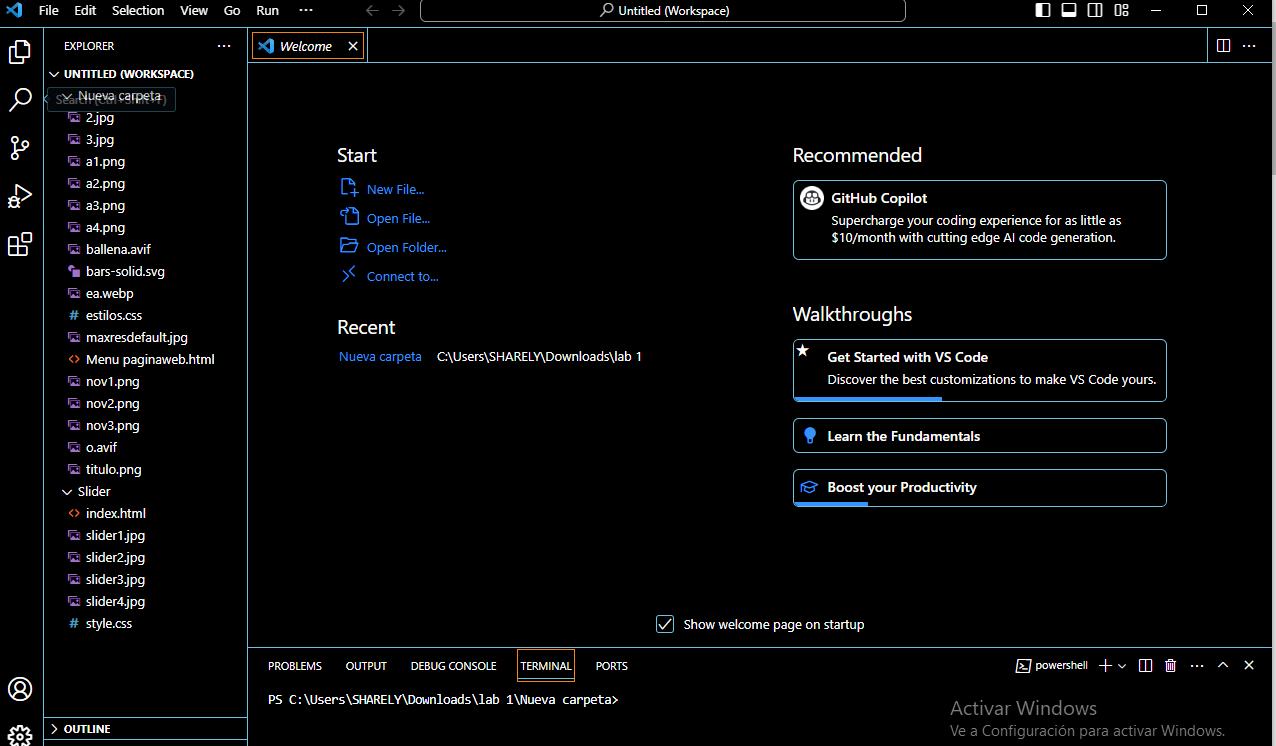 File Edit Selection View Go Run ··· Untitled (Workspace)
EXPLORER ···
Welcome
UNTITLED (WORKSPACE)
Nueva carpeta
Search (Ctrl+Shift+F)
2.jpg
3.jpg
a1.png
a2.png
a3.png
a4.png
ballena.avif
bars-solid.svg
ea.webp
# estilos.css
maxresdefault.jpg
<> Menu paginaweb.html
nov1.png
nov2.png
nov3.png
o.avif
titulo.png
Slider
<> index.html
slider1.jpg
slider2.jpg
slider3.jpg
slider4.jpg
# style.css
OUTLINE
Start
New File...
Open File...
Open Folder...
Connect to...
Recent
Nueva carpeta C:\Users\SHARELY\Downloads\lab 1
Recommended
GitHub Copilot
Supercharge your coding experience for as little as
$10/month with cutting edge AI code generation.
Walkthroughs
Get Started with VS Code
Discover the best customizations to make VS Code yours.
Learn the Fundamentals
Boost your Productivity
Show welcome page on startup
PROBLEMS OUTPUT DEBUG CONSOLE TERMINAL PORTS
powershell
PS C:\Users\SHARELY\Downloads\lab 1\Nueva carpeta>
Activar Windows
Ve a Configuración para activar Windows.